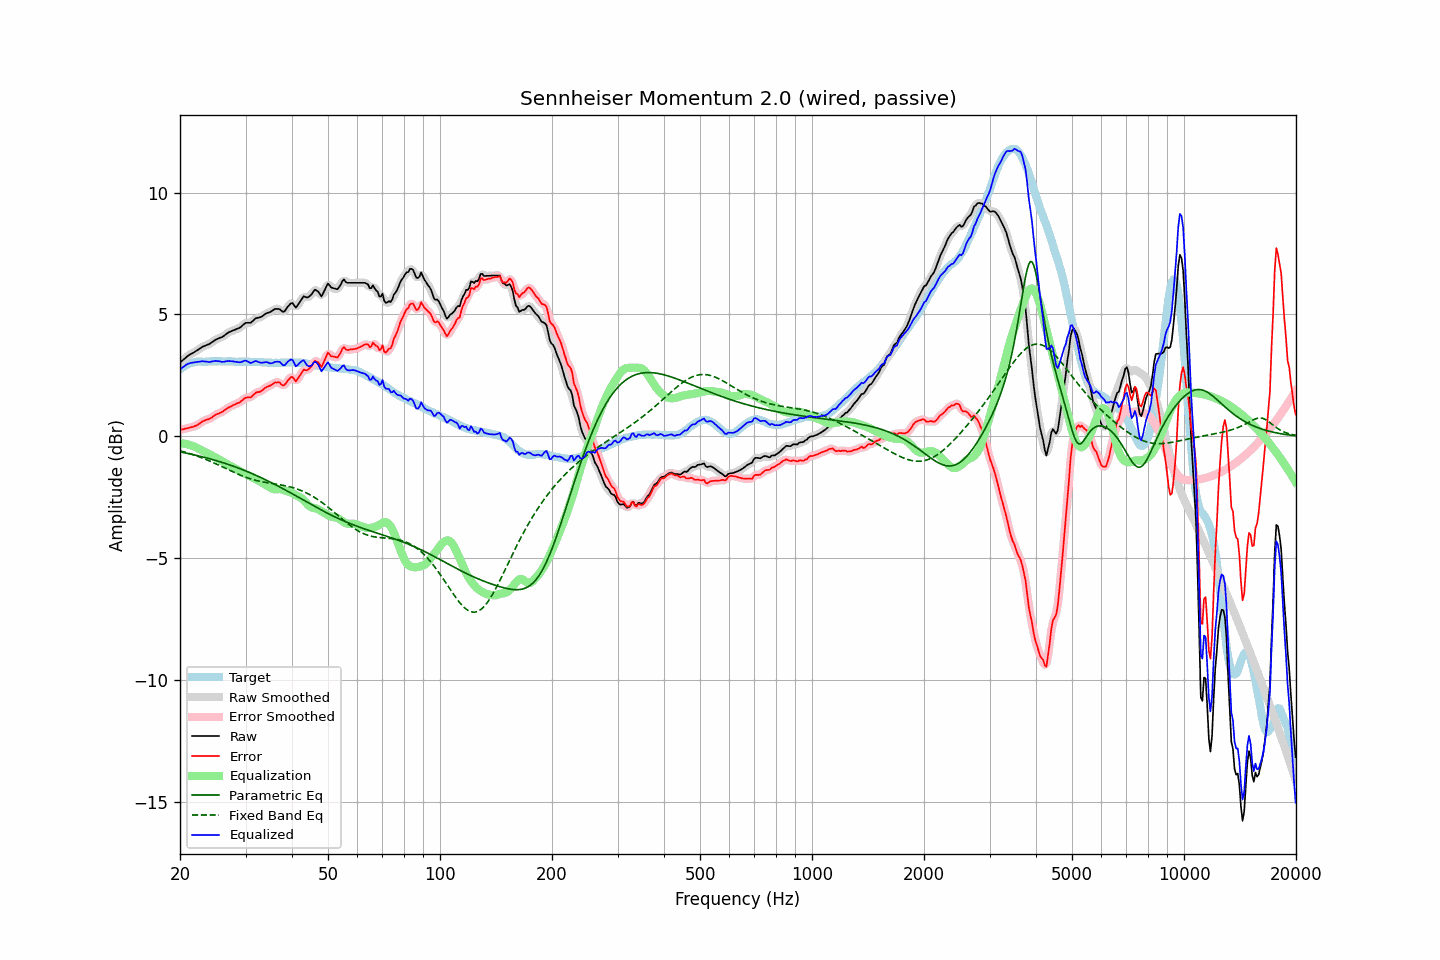 Sennheiser Momentum 2.0 (wired, passive)
Amplitude (dBr)
10
5
0
−5
−10
−15
Target
Raw Smoothed
Error Smoothed
Raw
Error
Equalization
Parametric Eq
Fixed Band Eq
Equalized
20 50 100 200 500 1000 2000 5000 10000 20000
Frequency (Hz)